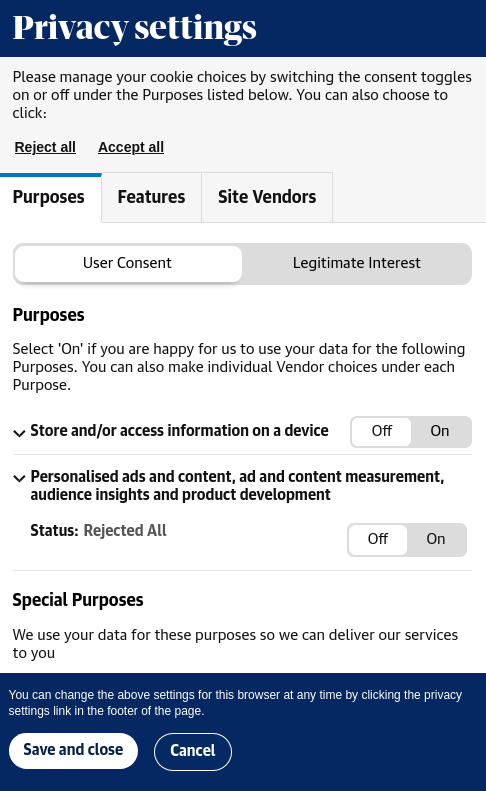 Privacy settings
Please manage your cookie choices by switching the consent toggles
on or off under the Purposes listed below. You can also choose to
click:
Reject all Accept all
Purposes Features Site Vendors
User Consent Legitimate Interest
Purposes
Select 'On' if you are happy for us to use your data for the following
Purposes. You can also make individual Vendor choices under each
Purpose.
Store and/or access information on a device Off On
Personalised ads and content, ad and content measurement,
audience insights and product development
Status: Rejected All Off On
Special Purposes
We use your data for these purposes so we can deliver our services
to you
You can change the above settings for this browser at any time by clicking the privacy
settings link in the footer of the page.
Save and close Cancel